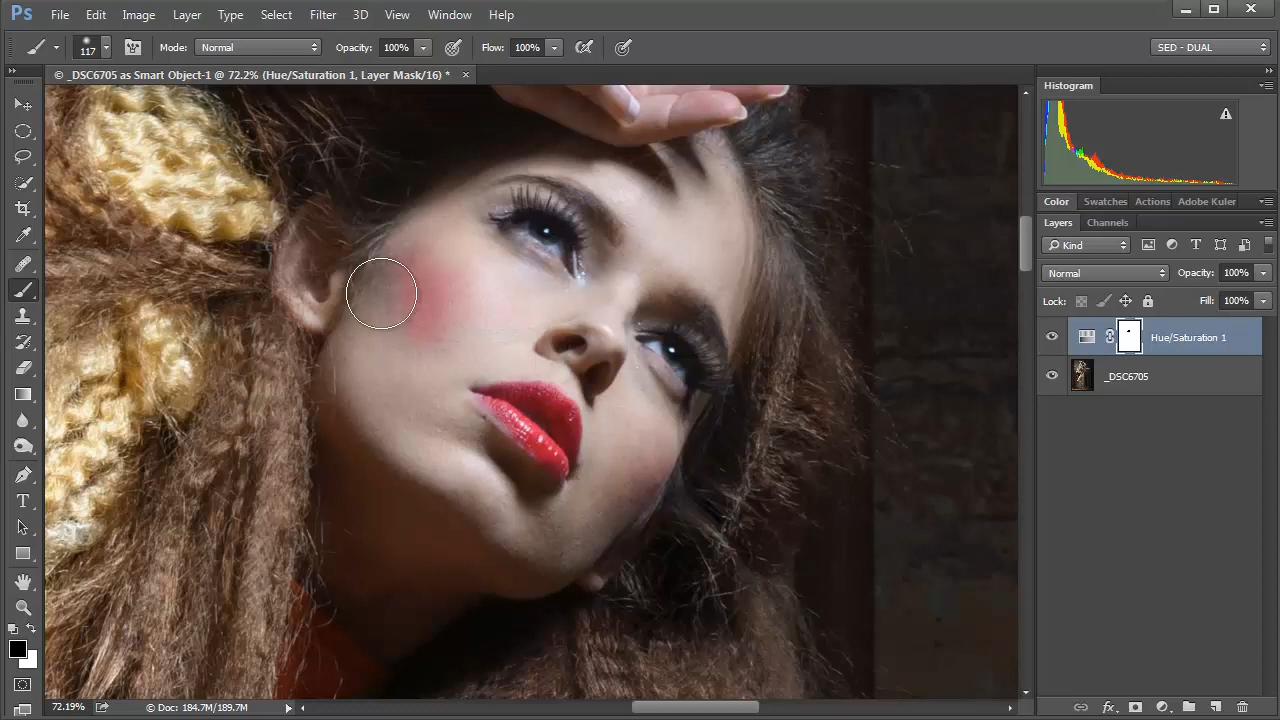 Ps File Edit Image Layer Type Select Filter 3D View Window Help
117 Mode: Normal Opacity: 100% Flow: 100% SED - DUAL
© _DSC6705 as Smart Object-1 @ 72.2% (Hue/Saturation 1, Layer Mask/16) * ×
Histogram
Color Swatches Actions Adobe Kuler
Layers Channels
Kind
Normal Opacity: 100%
Lock: Fill: 100%
Hue/Saturation 1
_DSC6705
T
72.19% © Doc: 184.7M/189.7M
fx